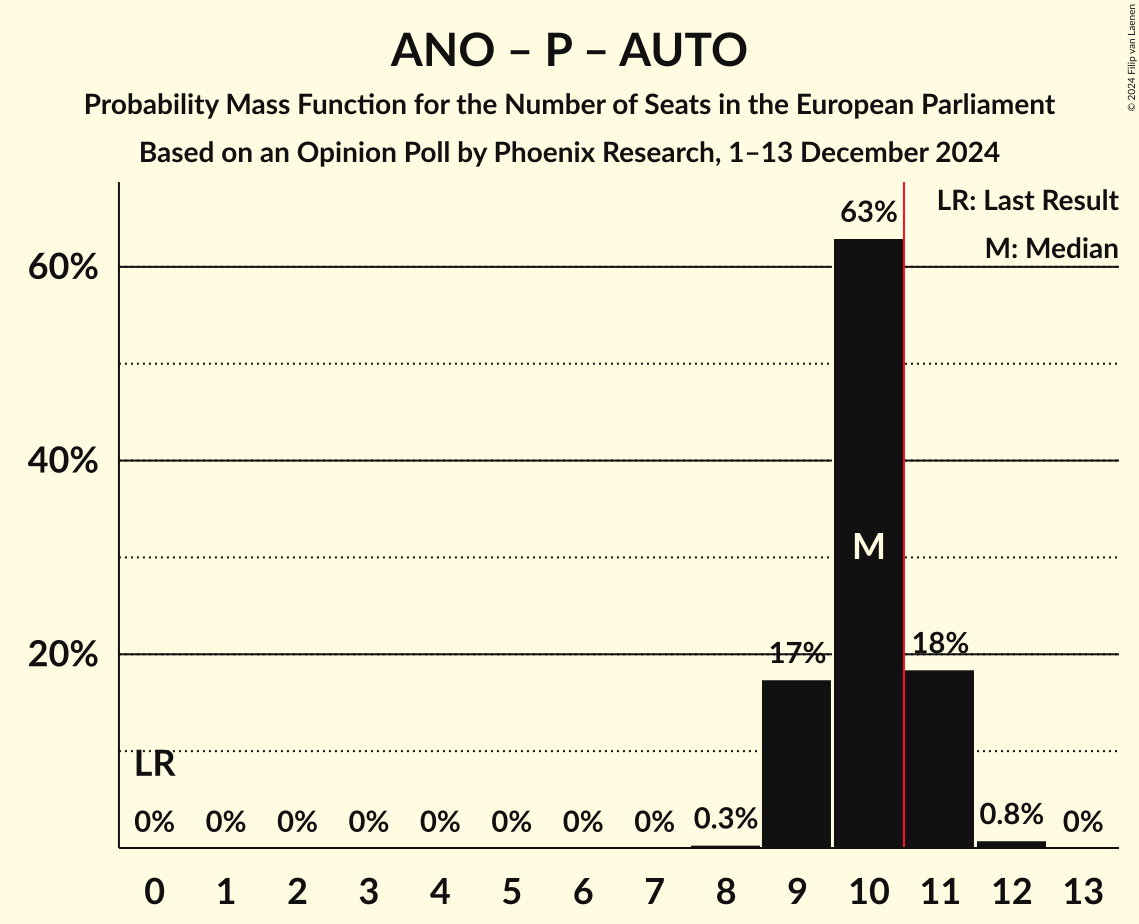 ANO – P – AUTO
Probability Mass Function for the Number of Seats in the European Parliament
Based on an Opinion Poll by Phoenix Research, 1–13 December 2024
© 2024 Filip van Laenen
LR: Last Result
M: Median
63%
60%
40%
M
20%
17%
18%
LR
0%
0%
0%
0%
0%
0%
0%
0%
0.3%
0.8%
0%
0 1 2 3 4 5 6 7 8 9 10 11 12 13